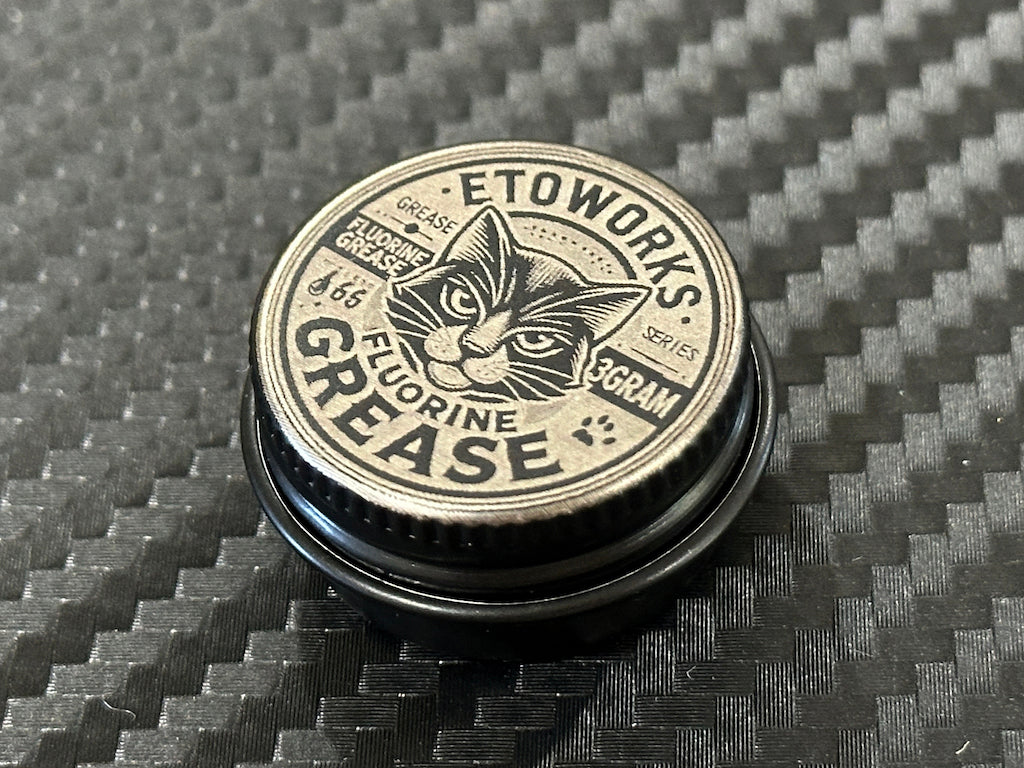 ETOWORKS
GREASE
FLUORINE
GREASE
SERIES
3GRAM
FLUORINE
GREASE